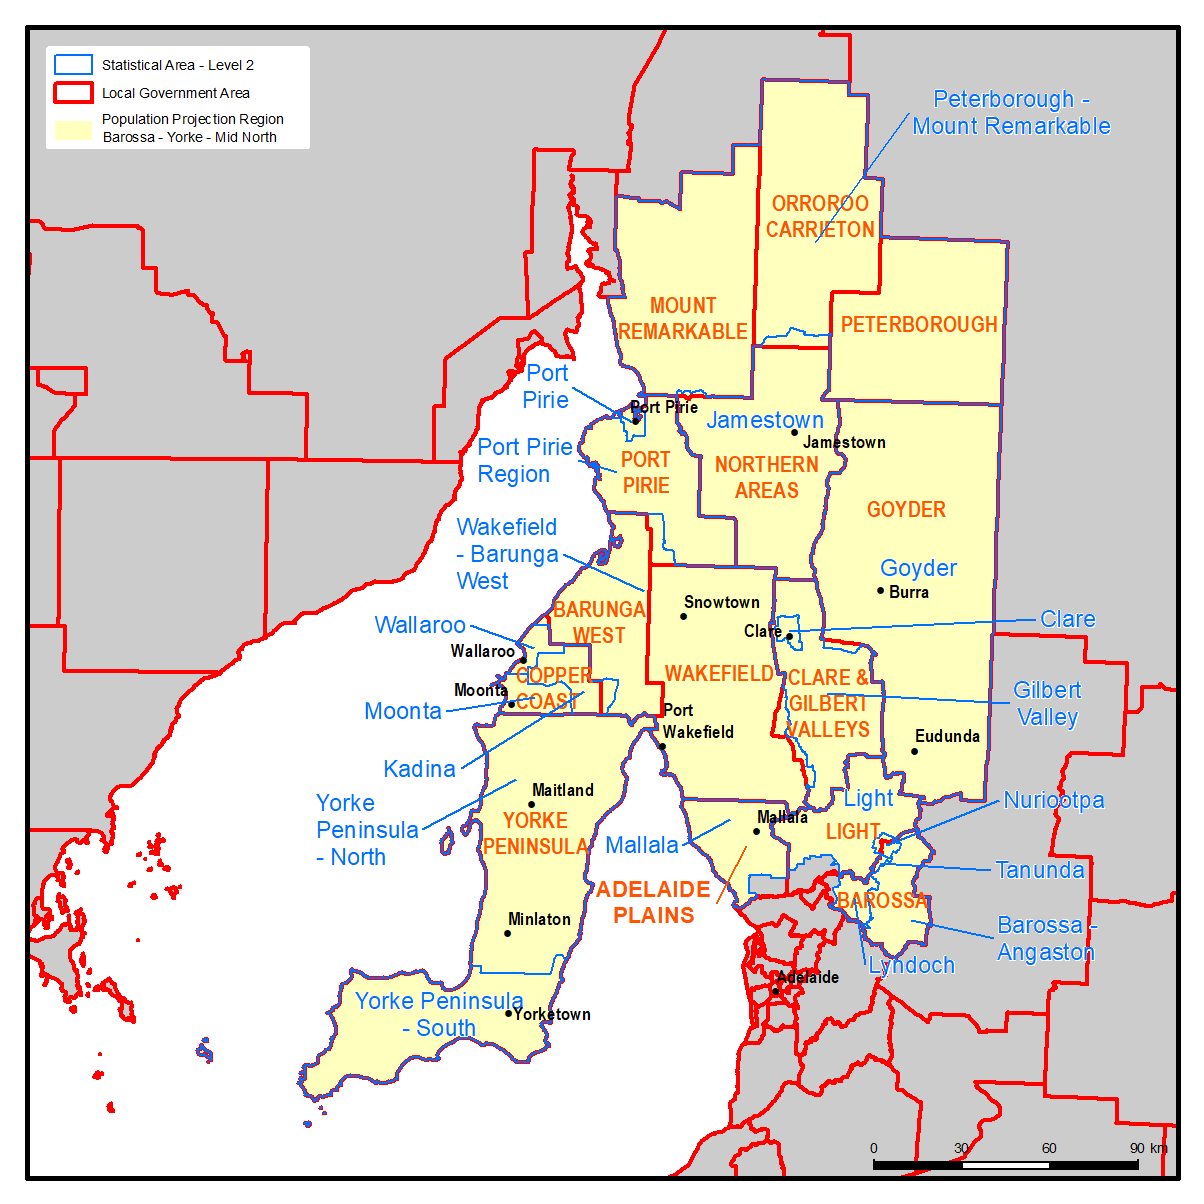 Statistical Area - Level 2
Local Government Area
Population Projection Region
Barossa - Yorke - Mid North
Peterborough -
Mount Remarkable
ORROROO
CARRIETON
MOUNT
REMARKABLE
PETERBOROUGH
Port
Pirie
Port Pirie
Jamestown
Jamestown
Port Pirie
Region
PORT
PIRIE
NORTHERN
AREAS
GOYDER
Wakefield
- Barunga
West
Goyder
Burra
Snowtown
BARUNGA
WEST
Clare
Clare
Wallaroo
Wallaroo
WAKEFIELD
COPPER
COAST
CLARE &
GILBERT
VALLEYS
Gilbert
Valley
Moonta
Moonta
Port
Wakefield
Eudunda
Kadina
Maitland
Yorke
Peninsula
- North
YORKE
PENINSULA
Light
Nuriootpa
Mallala
LIGHT
Mallala
Tanunda
ADELAIDE
PLAINS
BAROSSA
Minlaton
Barossa -
Angaston
Lyndoch
Adelaide
Yorke Peninsula
- South
Yorketown
0 30 60 90 km